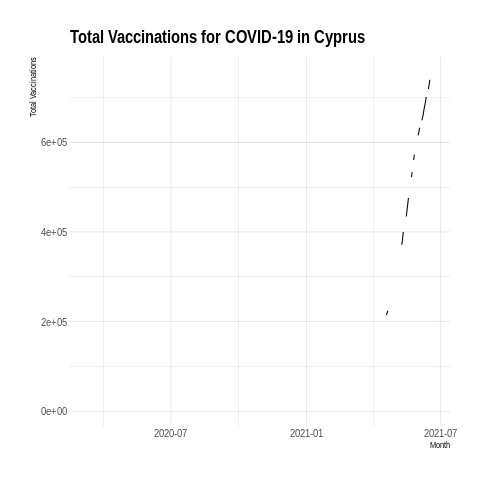 Total Vaccinations for COVID-19 in Cyprus
Total Vaccinations
6e+05
4e+05
2e+05
0e+00
2020-07 2021-01 2021-07
Month